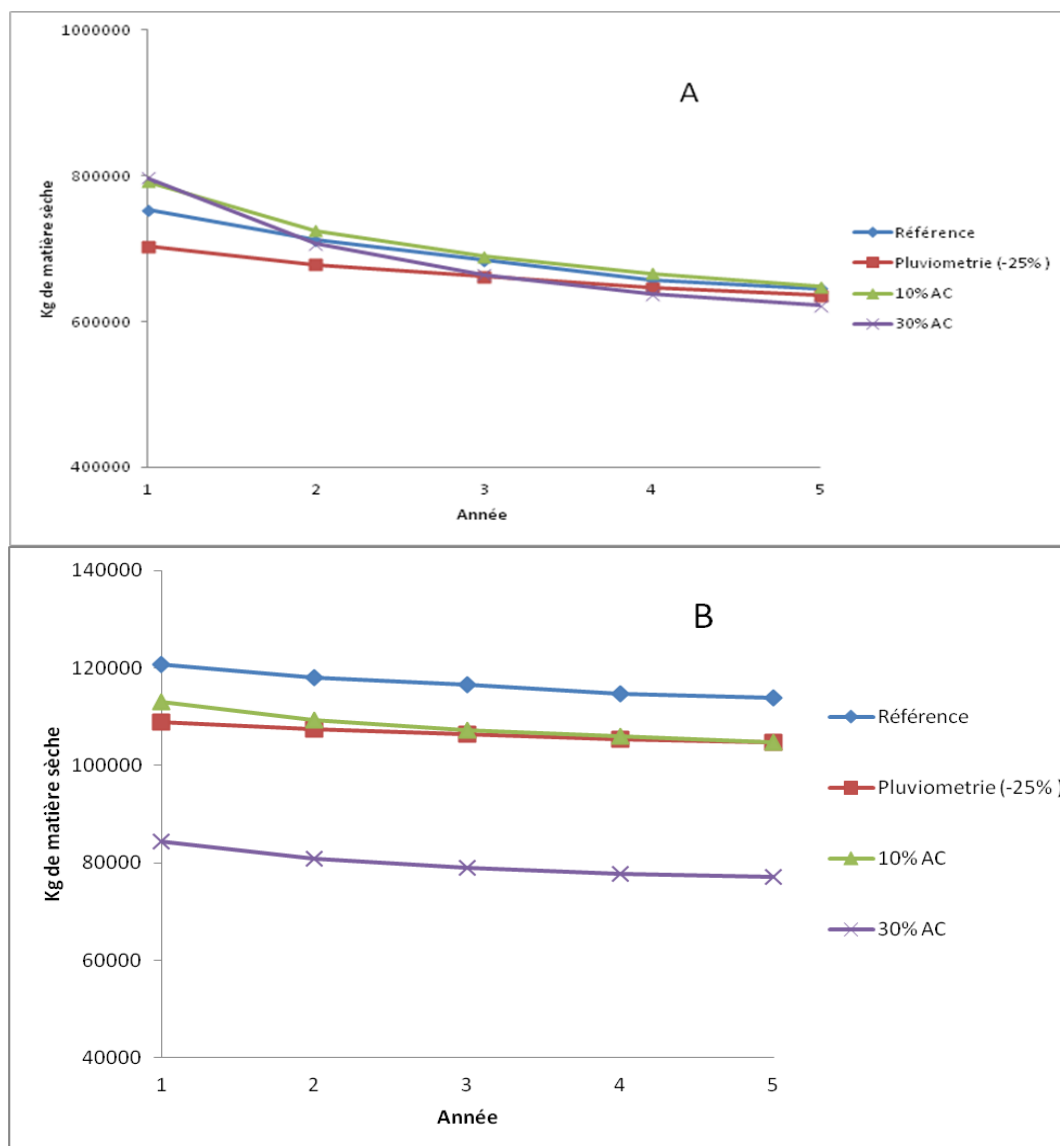 1000000
A
800000
600000
400000
Kg de matière sèche
1
2
3
4
5
Année
Référence
Pluviometrie (-25% )
10% AC
30% AC
140000
B
120000
100000
80000
60000
40000
Kg de matière sèche
1
2
3
4
5
Année
Référence
Pluviometrie (-25% )
10% AC
30% AC